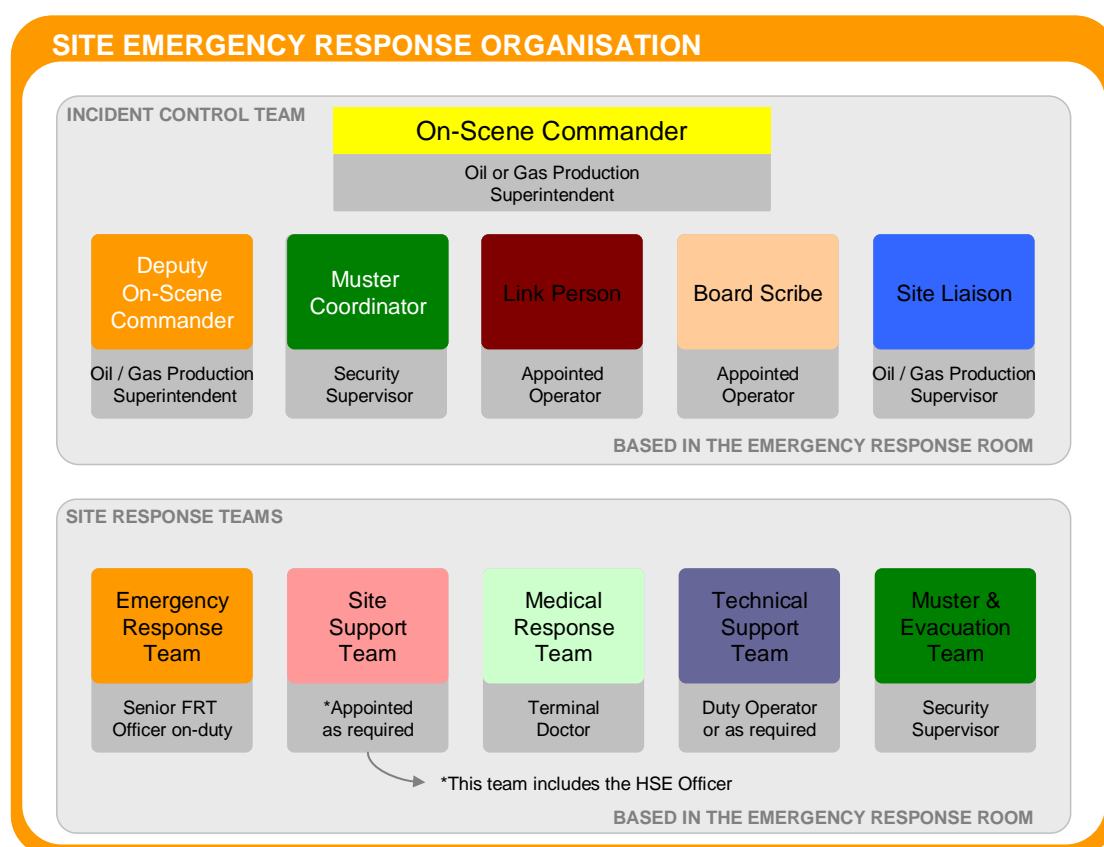 SITE EMERGENCY RESPONSE ORGANISATION
INCIDENT CONTROL TEAM
On-Scene Commander
Oil or Gas Production
Superintendent
Deputy
On-Scene
Commander
Oil / Gas Production
Superintendent
Muster
Coordinator
Security
Supervisor
Link Person
Appointed
Operator
Board Scribe
Appointed
Operator
Site Liaison
Oil / Gas Production
Supervisor
BASED IN THE EMERGENCY RESPONSE ROOM
SITE RESPONSE TEAMS
Emergency
Response
Team
Senior FRT
Officer on-duty
Site
Support
Team
*Appointed
as required
Medical
Response
Team
Terminal
Doctor
Technical
Support
Team
Duty Operator
or as required
Muster &
Evacuation
Team
Security
Supervisor
*This team includes the HSE Officer
BASED IN THE EMERGENCY RESPONSE ROOM